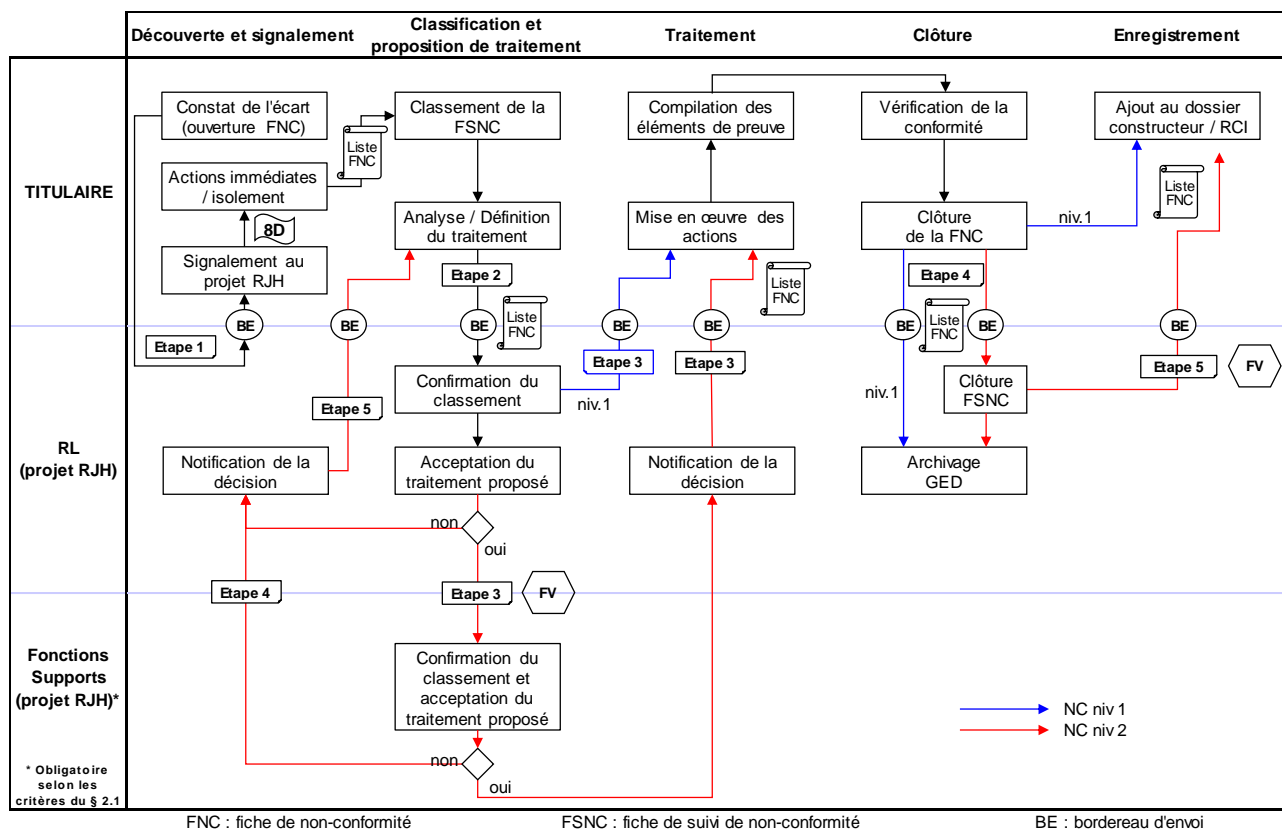 Découverte et signalement
Classification et
proposition de traitement
Traitement
Clôture
Enregistrement
TITULAIRE
Constat de l'écart
(ouverture FNC)
Liste
FNC
Classement de la
FSNC
Compilation des
éléments de preuve
Vérification de la
conformité
Ajout au dossier
constructeur / RCI
Actions immédiates
/ isolement
8D
Signalement au
projet RJH
Analyse / Définition
du traitement
Mise en œuvre des
actions
Clôture
de la FNC
niv.1
Liste
FNC
Etape 2
Etape 4
Liste
FNC
Liste
FNC
Liste
FNC
BE
BE
BE
BE
BE
BE
BE
BE
Etape 1
Etape 3
Etape 3
Etape 5
FV
RL
(projet RJH)
Etape 5
Confirmation du
classement
niv.1
niv.1
Clôture
FSNC
Notification de la
décision
Acceptation du
traitement proposé
Notification de la
décision
Archivage
GED
non
oui
Etape 4
Etape 3
FV
Fonctions
Supports
(projet RJH)*
Confirmation du
classement et
acceptation du
traitement proposé
NC niv 1
NC niv 2
non
oui
* Obligatoire
selon les
critères du § 2.1
FNC : fiche de non-conformité
FSNC : fiche de suivi de non-conformité
BE : bordereau d'envoi